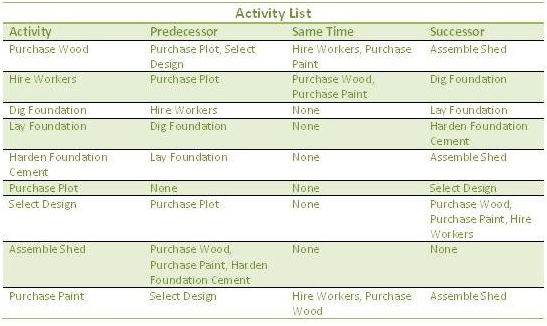 Activity List
Activity Predecessor Same Time Successor
Purchase Wood Purchase Plot, Select Hire Workers, Purchase Assemble Shed
Design Paint
Hire Workers Purchase Plot Purchase Wood, Dig Foundation
Purchase Paint
Dig Foundation Hire Workers None Lay Foundation
Lay Foundation Dig Foundation None Harden Foundation
Cement
Harden Foundation Lay Foundation None Assemble Shed
Cement
Purchase Plot None None Select Design
Select Design Purchase Plot None Purchase Wood,
Purchase Paint, Hire
Workers
Assemble Shed Purchase Wood, None None
Purchase Paint, Harden
Foundation Cement
Purchase Paint Select Design Hire Workers, Purchase Assemble Shed
Wood